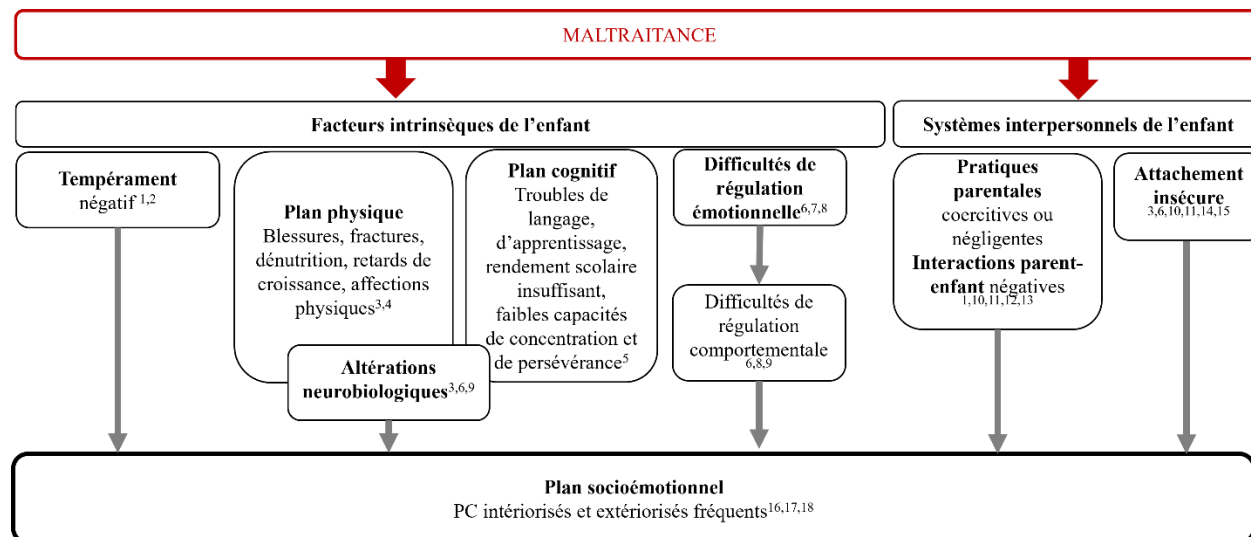 MALTRAITANCE
Facteurs intrinsèques de l'enfant
Systèmes interpersonnels de l'enfant
Tempérament
négatif 1,2
Plan physique
Blessures, fractures,
dénutrition, retards de
croissance, affections
physiques3,4
Altérations
neurobiologiques3,6,9
Plan cognitif
Troubles de
langage,
d'apprentissage,
rendement scolaire
insuffisant,
faibles capacités
de concentration et
de persévérance5
Difficultés de
régulation
émotionnelle6,7,8
Difficultés de
régulation
comportementale
6,8,9
Pratiques
parentales
coercitives ou
négligentes
Interactions parent-
enfant négatives
1,10,11,12,13
Attachement
insécure
3,6,10,11,14,15
Plan socioémotionnel
PC intériorisés et extériorisés fréquents16,17,18